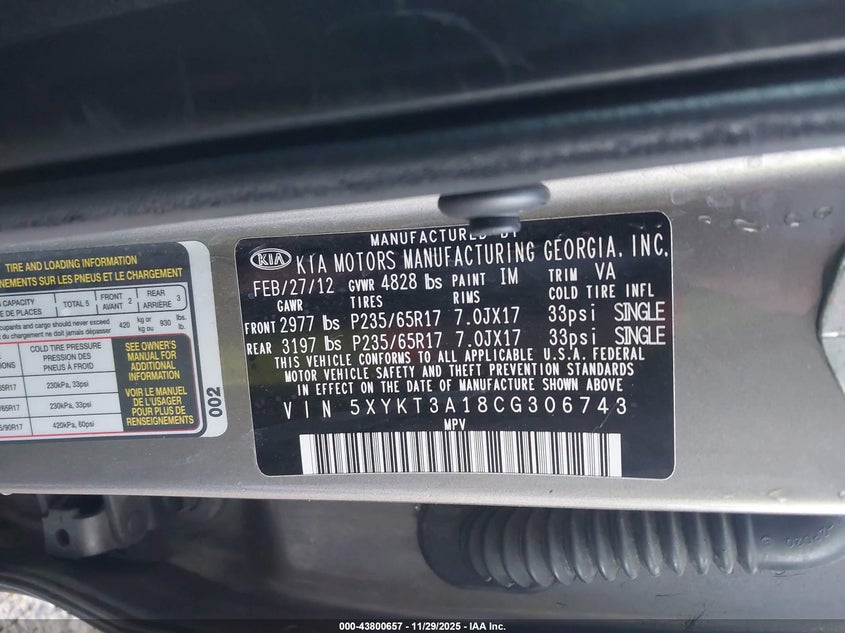 TIRE AND LOADING INFORMATION
NEMENTS SUR LES PNEUS ET LE CHARGEMENT
CAPACITY TOTAL 5 FRONT 2 REAR 3
DE PLACES AVANT ARRIÈRE
cupants and cargo should never exceed 420 kg or 930 lbs.
du chargement ne doit jamais dépasser kg ou lb.
COLD TIRE PRESSURE
PRESSION DES
PNEUS À FROID
230kPa, 33psi
230kPa, 33psi
420kPa, 60psi
SEE OWNER'S
MANUAL FOR
ADDITIONAL
INFORMATION
VOIR LE MANUEL
POUR PLUS DE
RENSEIGNEMENTS
002
MANUFACTURED BY
KIA KIA MOTORS MANUFACTURING GEORGIA, INC.
FEB/27/12 GVWR 4828 lbs PAINT IM TRIM VA
GAWR TIRES RIMS COLD TIRE INFL
FRONT 2977 lbs P235/65R17 7.0JX17 33psi SINGLE
REAR 3197 lbs P235/65R17 7.0JX17 33psi SINGLE
THIS VEHICLE CONFORMS TO ALL APPLICABLE U.S.A. FEDERAL
MOTOR VEHICLE SAFETY AND THEFT PREVENTION STANDARDS
IN EFFECT ON THE DATE OF MANUFACTURE SHOWN ABOVE
VIN 5XYKT3A18CG306743
MPV
000-43800657 - 11/29/2025 - IAA Inc.